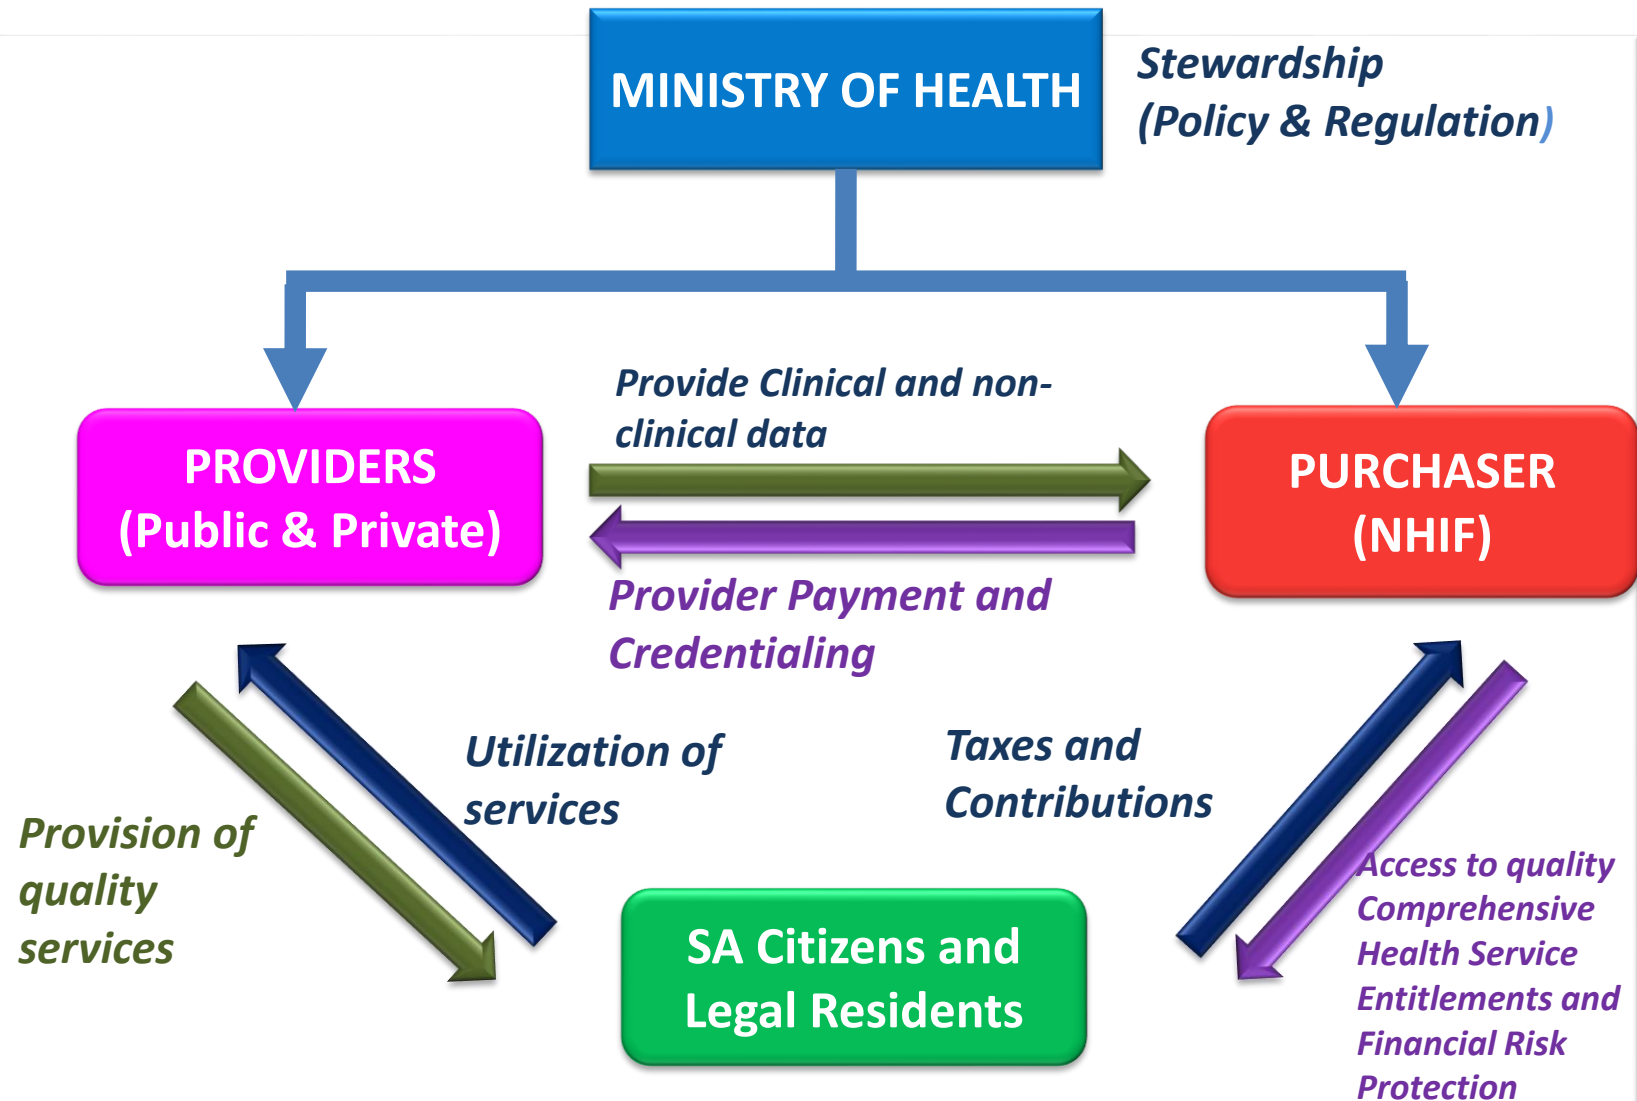 MINISTRY OF HEALTH
Stewardship
(Policy & Regulation)
Provide Clinical and non-
clinical data
PROVIDERS
(Public & Private)
PURCHASER
(NHIF)
Provider Payment and
Credentialing
Utilization of
services
Taxes and
Contributions
Provision of
quality
services
Access to quality
Comprehensive
Health Service
Entitlements and
Financial Risk
Protection
SA Citizens and
Legal Residents